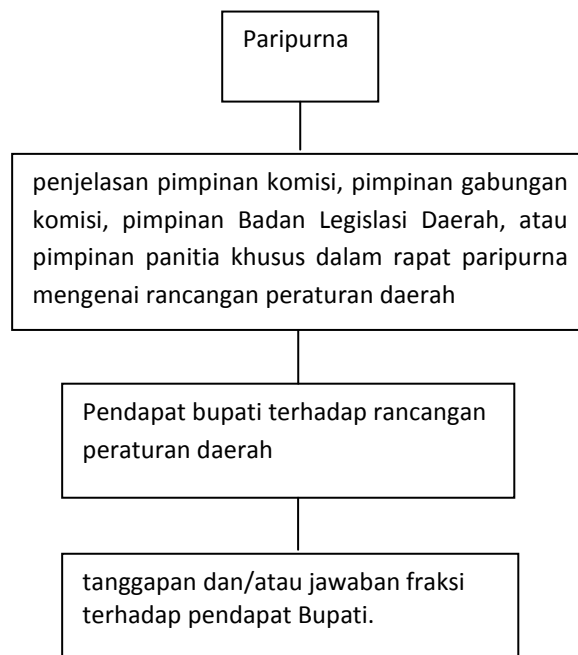 Paripurna
penjelasan pimpinan komisi, pimpinan gabungan
komisi, pimpinan Badan Legislasi Daerah, atau
pimpinan panitia khusus dalam rapat paripurna
mengenai rancangan peraturan daerah
Pendapat bupati terhadap rancangan
peraturan daerah
tanggapan dan/atau jawaban fraksi
terhadap pendapat Bupati.